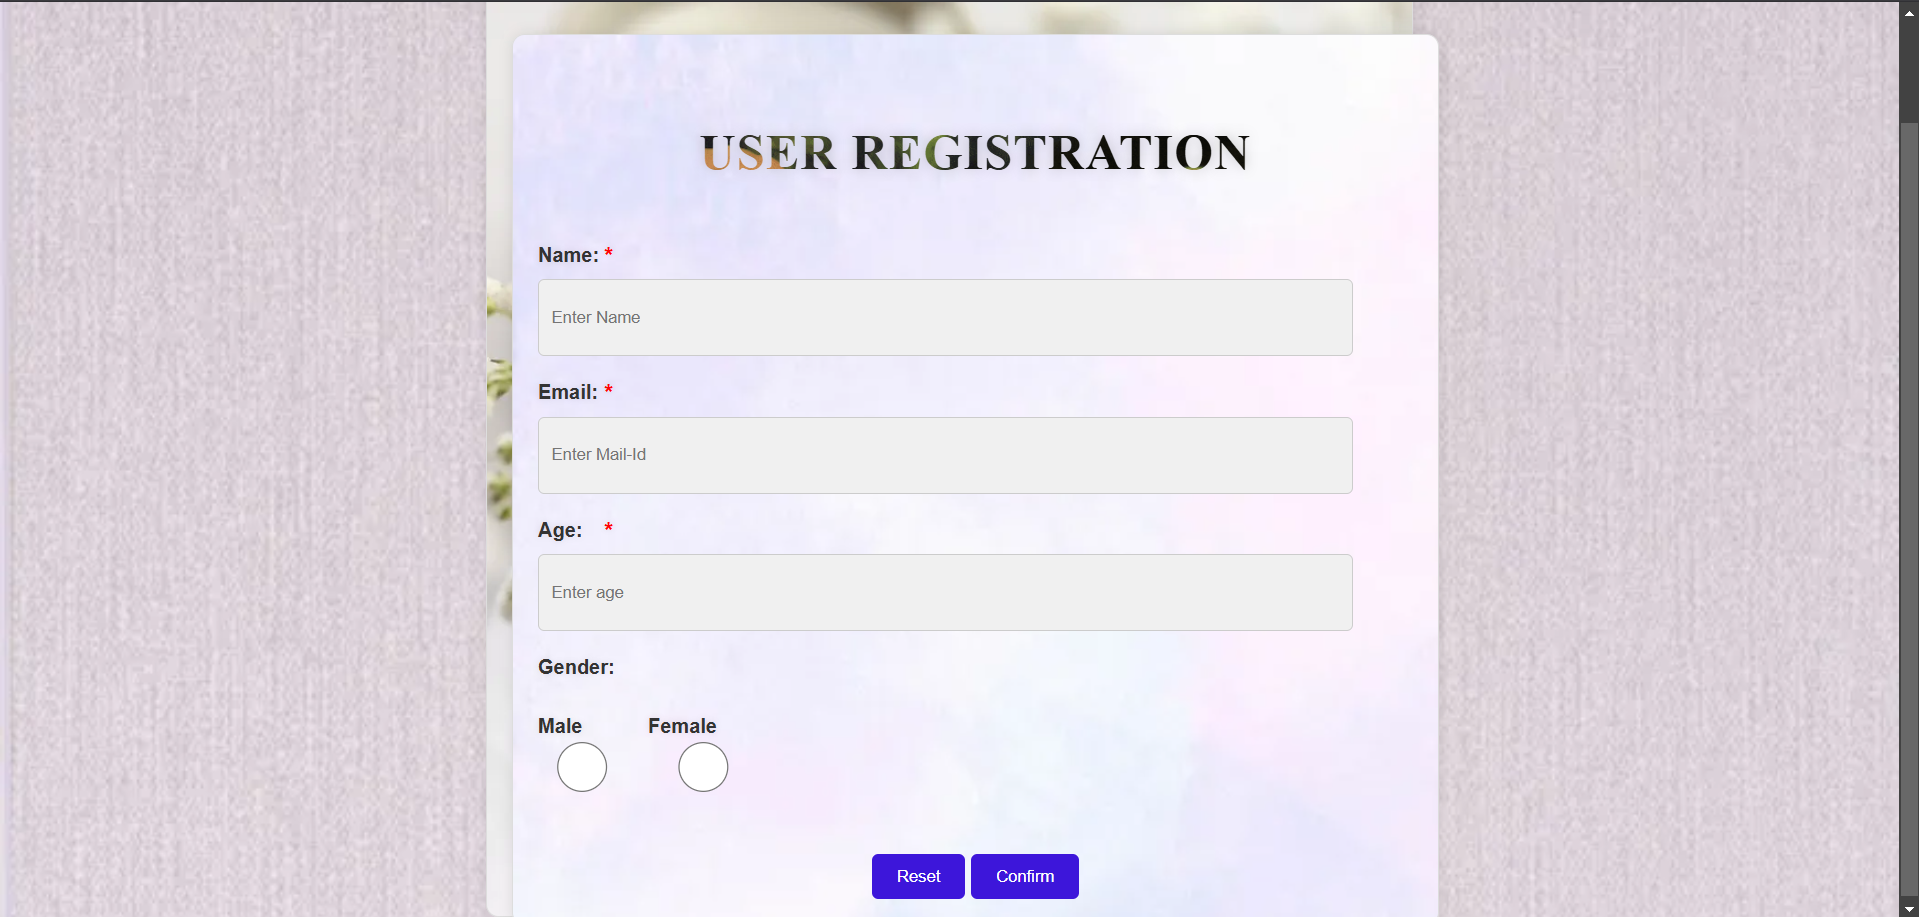 USER REGISTRATION
Name: *
Enter Name
Email: *
Enter Mail-Id
Age: *
Enter age
Gender:
Male Female
Reset Confirm